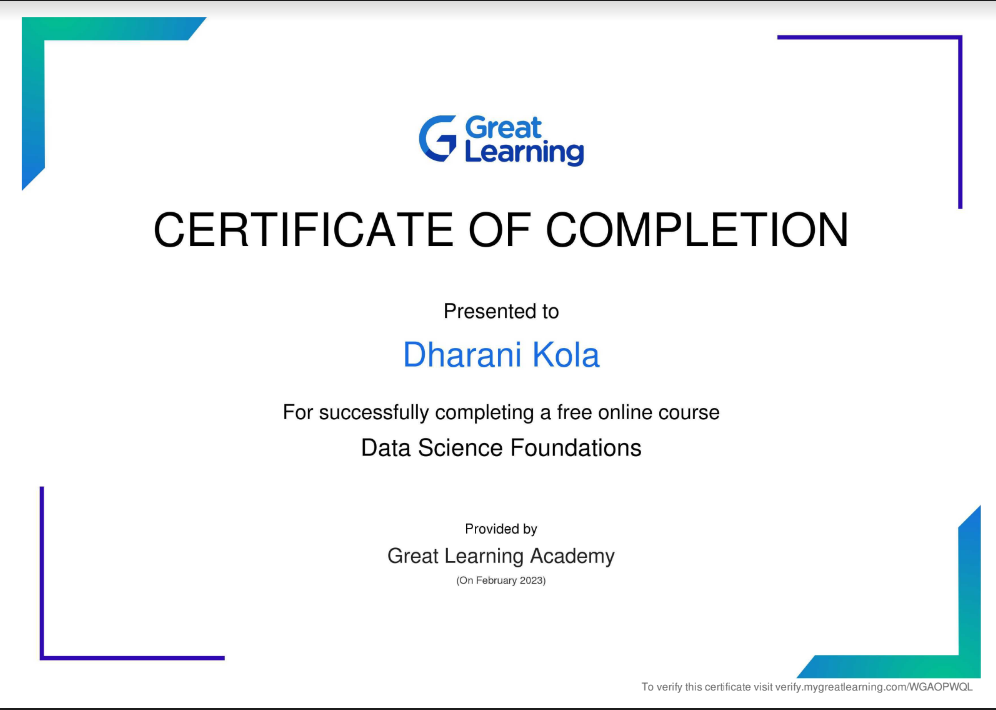 Great
Learning
CERTIFICATE OF COMPLETION
Presented to
Dharani Kola
For successfully completing a free online course
Data Science Foundations
Provided by
Great Learning Academy
(On February 2023)
To verify this certificate visit verify.mygreatlearning.com/WGAOPWQL